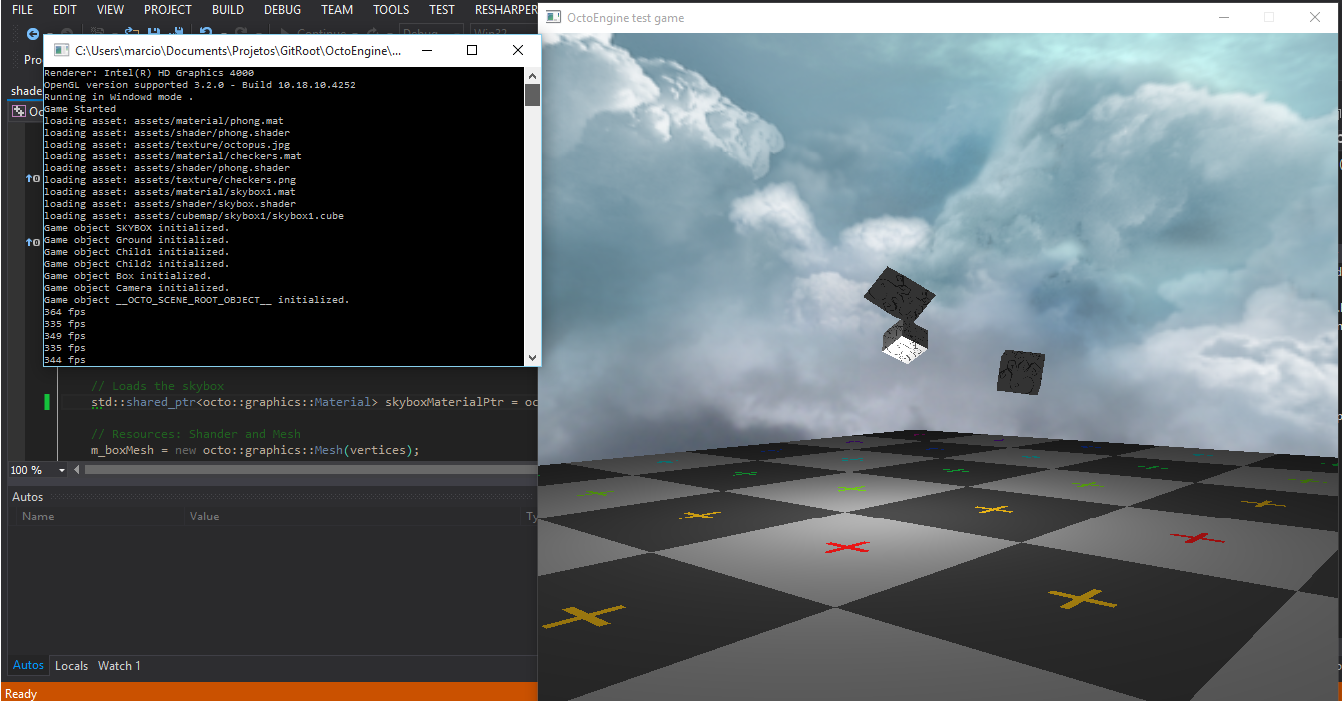 FILE EDIT VIEW PROJECT BUILD DEBUG TEAM TOOLS TEST RESHARPER
OctoEngine test game
Continue Debug Win32
C:\Users\marcio\Documents\Projetos\GitRoot\OctoEngine\...
Pro
shade
Oc
Renderer: Intel(R) HD Graphics 4000
OpenGL version supported 3.2.0 - Build 10.18.10.4252
Running in Windowd mode .
Game Started
loading asset: assets/material/phong.mat
loading asset: assets/shader/phong.shader
loading asset: assets/texture/octopus.jpg
loading asset: assets/material/checkers.mat
loading asset: assets/shader/phong.shader
loading asset: assets/texture/checkers.png
loading asset: assets/material/skybox1.mat
loading asset: assets/shader/skybox.shader
loading asset: assets/cubemap/skybox1/skybox1.cube
Game object SKYBOX initialized.
Game object Ground initialized.
Game object Child1 initialized.
Game object Child2 initialized.
Game object Box initialized.
Game object Camera initialized.
Game object __OCTO_SCENE_ROOT_OBJECT__ initialized.
364 fps
335 fps
349 fps
335 fps
344 fps
// Loads the skybox
std::shared_ptr<octo::graphics::Material> skyboxMaterialPtr = oc
// Resources: Shander and Mesh
m_boxMesh = new octo::graphics::Mesh(vertices);
100 %
Autos
Name Value Ty
Autos Locals Watch 1
Ready